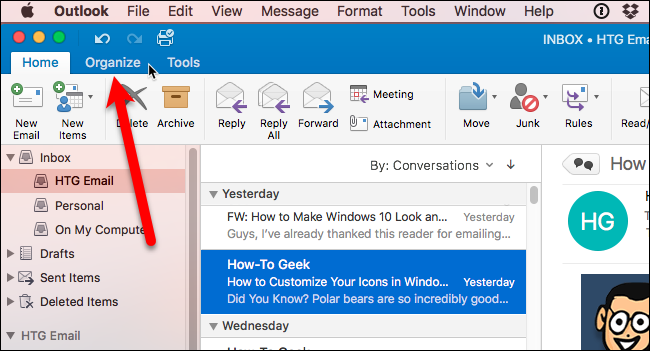 Outlook File Edit View Message Format Tools Window Help
INBOX • HTG Em
Home Organize Tools
New Email
New Items
Delete
Archive
Reply
Reply All
Forward
Meeting
Attachment
Move
Junk
Rules
Read/
Inbox
HTG Email
Personal
On My Compute
Drafts
Sent Items
Deleted Items
HTG Email
By: Conversations
Yesterday
FW: How to Make Windows 10 Look an... Yesterday
Guys, I've already thanked this reader for emailing...
How-To Geek
How to Customize Your Icons in Windo... Yesterday
Did You Know? Polar bears are so incredibly good...
Wednesday
How-To Geek
How
HG